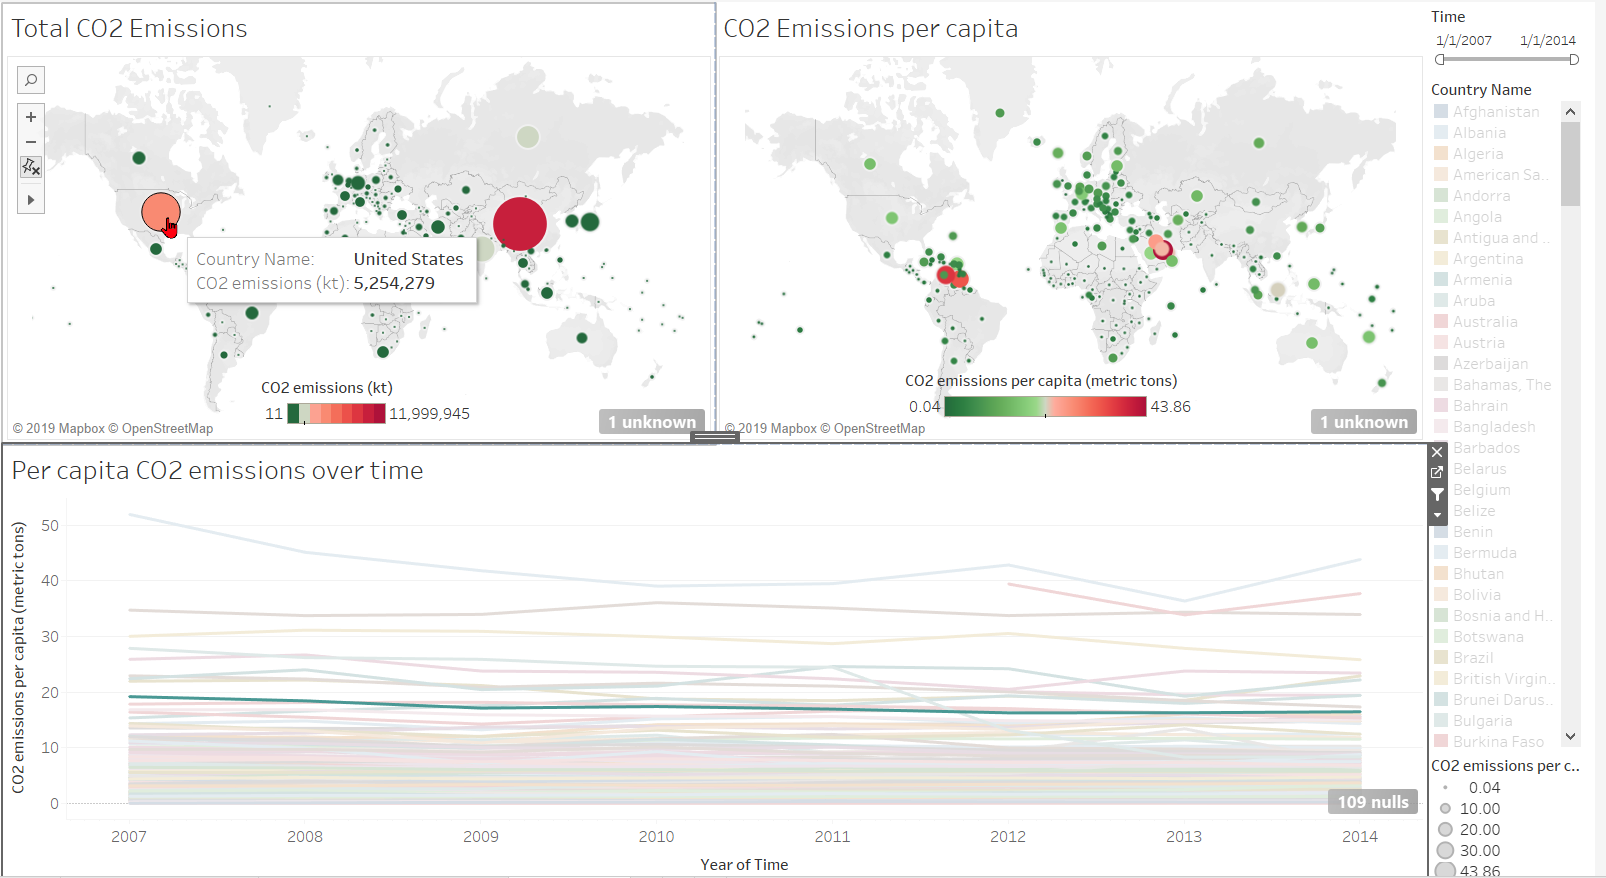 Total CO2 Emissions
Country Name: United States
CO2 emissions (kt): 5,254,279
CO2 emissions (kt)
11 11,999,945
1 unknown
© 2019 Mapbox © OpenStreetMap
CO2 Emissions per capita
CO2 emissions per capita (metric tons)
0.04 43.86
1 unknown
© 2019 Mapbox © OpenStreetMap
Time
1/1/2007 1/1/2014
Country Name
Afghanistan
Albania
Algeria
American Sa..
Andorra
Angola
Antigua and ..
Argentina
Armenia
Aruba
Australia
Austria
Azerbaijan
Bahamas, The
Bahrain
Bangladesh
Barbados
Belarus
Belgium
Belize
Benin
Bermuda
Bhutan
Bolivia
Bosnia and H..
Botswana
Brazil
British Virgin..
Brunei Darus..
Bulgaria
Burkina Faso
CO2 emissions per c..
0.04
10.00
20.00
30.00
43.86
Per capita CO2 emissions over time
CO2 emissions per capita (metric tons)
50
40
30
20
10
0
109 nulls
2007 2008 2009 2010 2011 2012 2013 2014
Year of Time